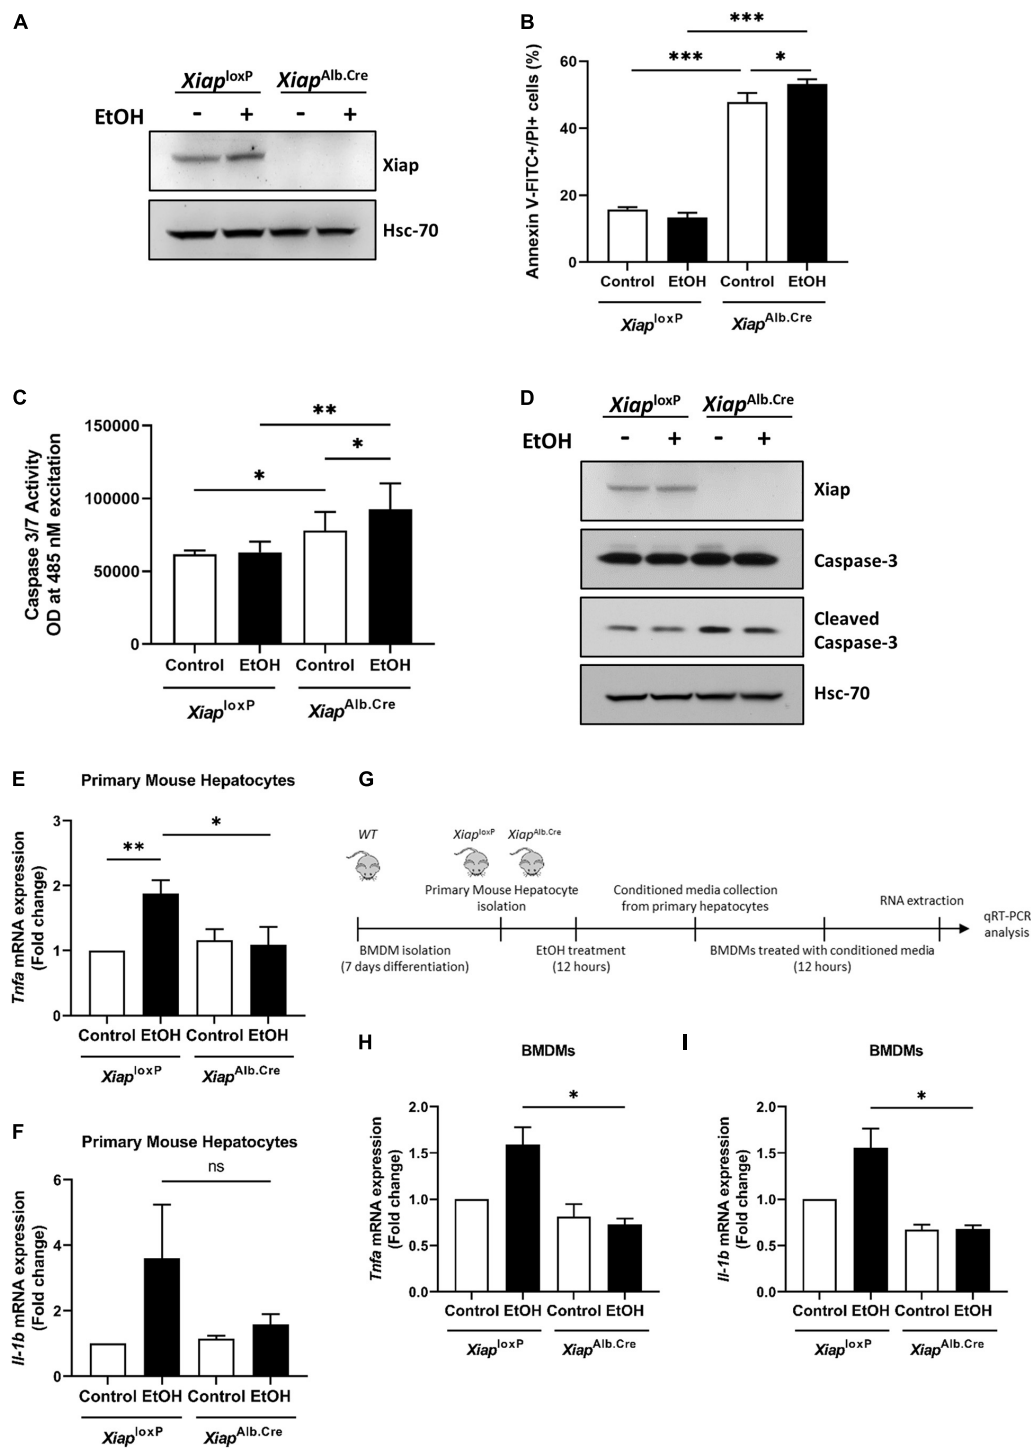 A
Xiap loxP Xiap Alb.Cre
EtOH - + - +
Xiap
Hsc-70
B
Annexin V-FITC+/PI+ cells (%)
***
*** *
60
40
20
0
Control EtOH Control EtOH
Xiap loxP Xiap Alb.Cre
C
Caspase 3/7 Activity
OD at 485 nM excitation
**
*
*
150000
100000
50000
0
Control EtOH Control EtOH
Xiap loxP Xiap Alb.Cre
D
Xiap loxP Xiap Alb.Cre
EtOH - + - +
Xiap
Caspase-3
Cleaved
Caspase-3
Hsc-70
E
Primary Mouse Hepatocytes
Tnfa mRNA expression
(Fold change)
** *
3
2
1
0
Control EtOH Control EtOH
Xiap loxP Xiap Alb.Cre
F
Primary Mouse Hepatocytes
Il-1b mRNA expression
(Fold change)
ns
6
4
2
0
Control EtOH Control EtOH
Xiap loxP Xiap Alb.Cre
G
WT Xiap loxP Xiap Alb.Cre
Primary Mouse Hepatocyte
isolation
Conditioned media collection
from primary hepatocytes
RNA extraction
qRT-PCR
analysis
BMDM isolation
(7 days differentiation)
EtOH treatment
(12 hours)
BMDMs treated with conditioned media
(12 hours)
H
BMDMs
Tnfa mRNA expression
(Fold change)
*
2.0
1.5
1.0
0.5
0.0
Control EtOH Control EtOH
Xiap loxP Xiap Alb.Cre
I
BMDMs
Il-1b mRNA expression
(Fold change)
*
2.0
1.5
1.0
0.5
0.0
Control EtOH Control EtOH
Xiap loxP Xiap Alb.Cre